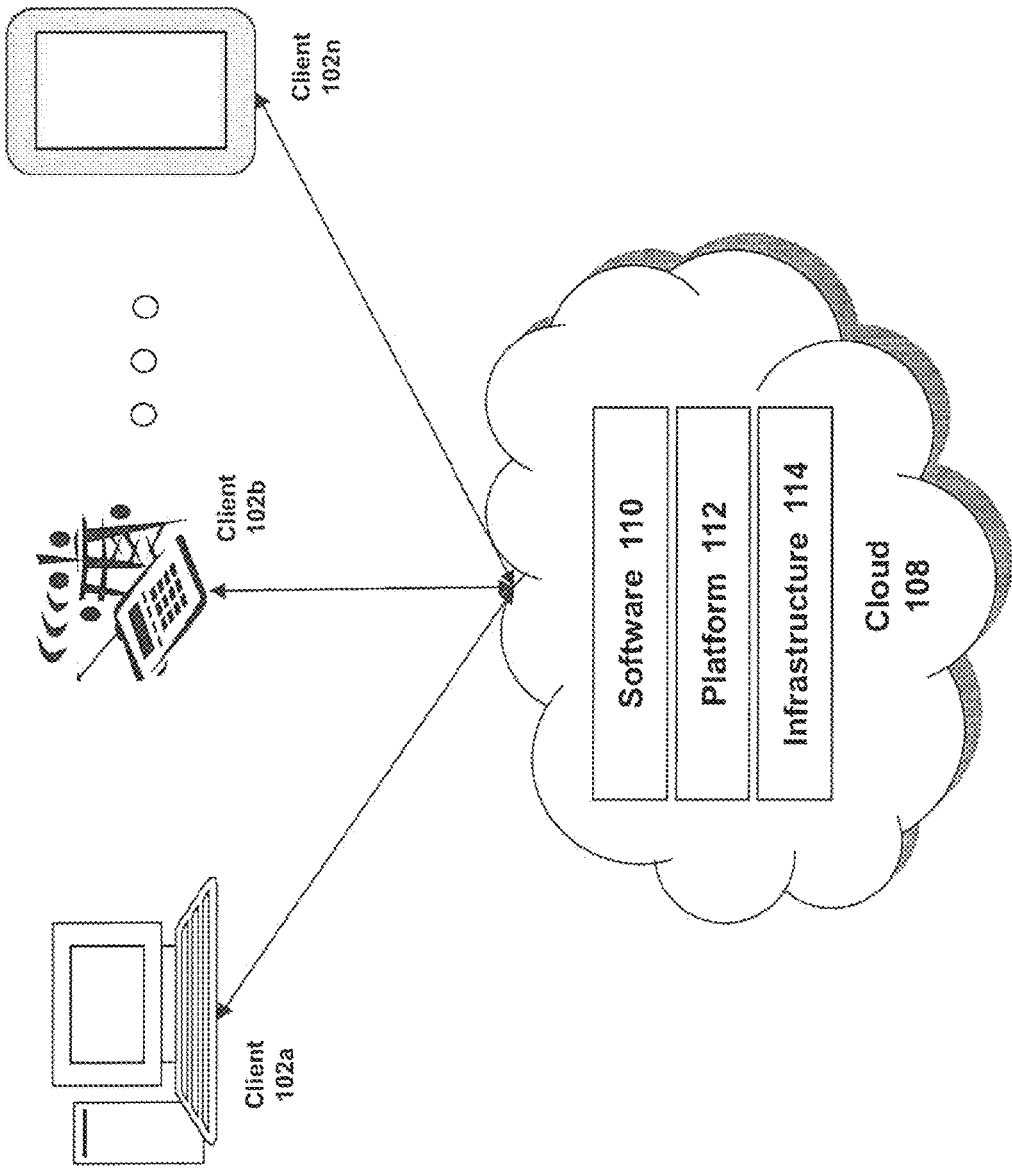 Client
102a
Client
102b
Client
102n
Software 110
Platform 112
Infrastructure 114
Cloud
108